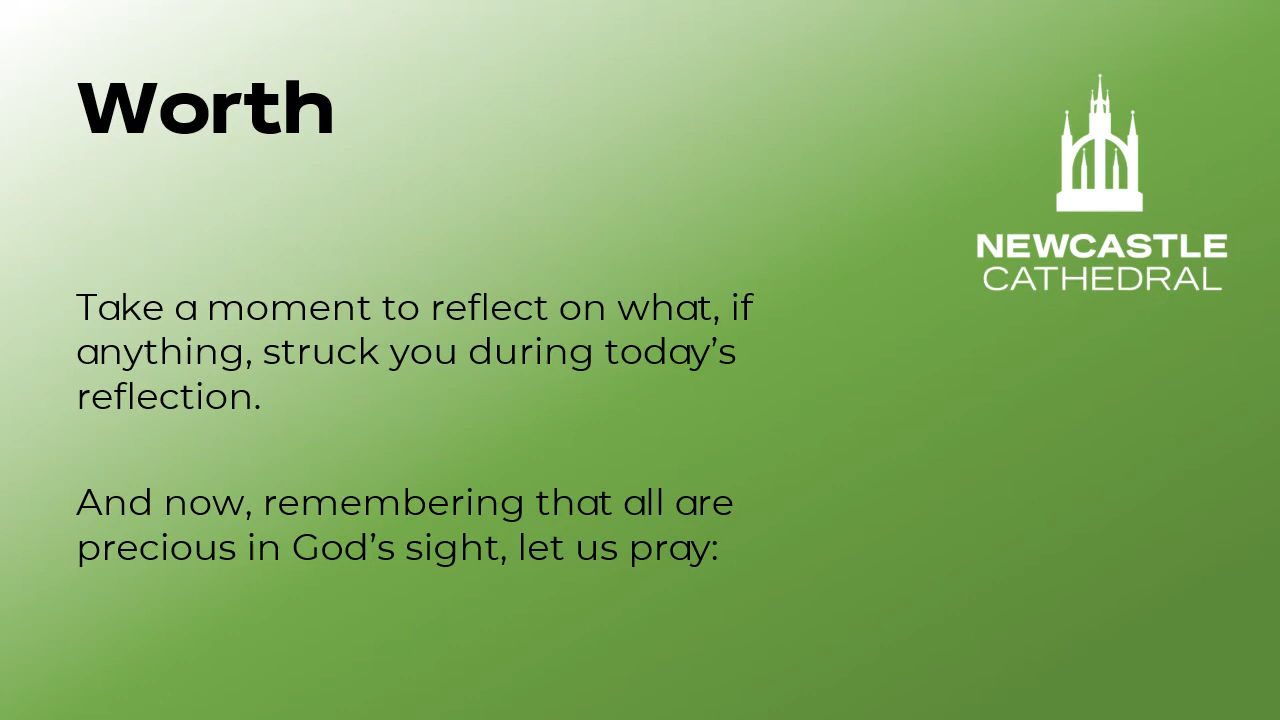 Worth
NEWCASTLE
CATHEDRAL
Take a moment to reflect on what, if
anything, struck you during today’s
reflection.
And now, remembering that all are
precious in God’s sight, let us pray: